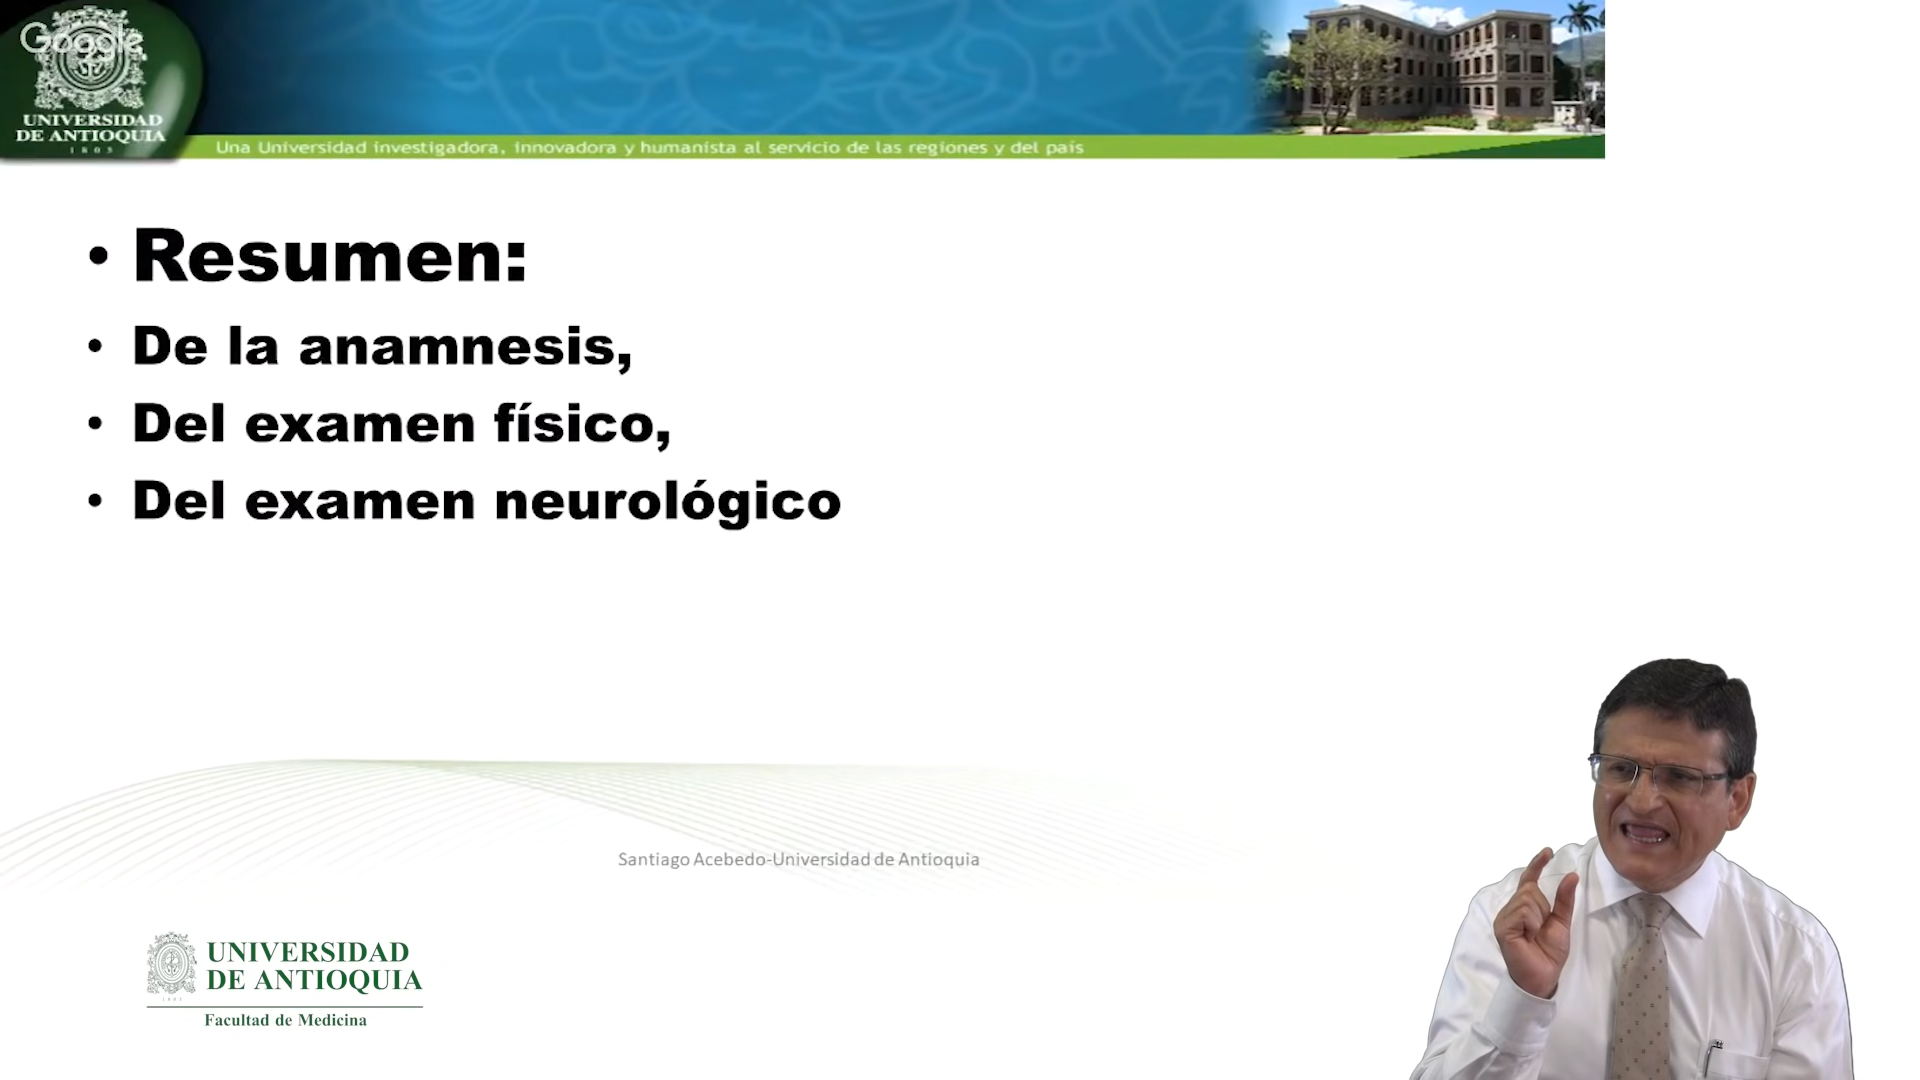 Google
UNIVERSIDAD
DE ANTIOQUIA
1803
Una Universidad investigadora, innovadora y humanista al servicio de las regiones y del país
• Resumen:
• De la anamnesis,
• Del examen físico,
• Del examen neurológico
Santiago Acebedo-Universidad de Antioquia
UNIVERSIDAD
DE ANTIOQUIA
Facultad de Medicina